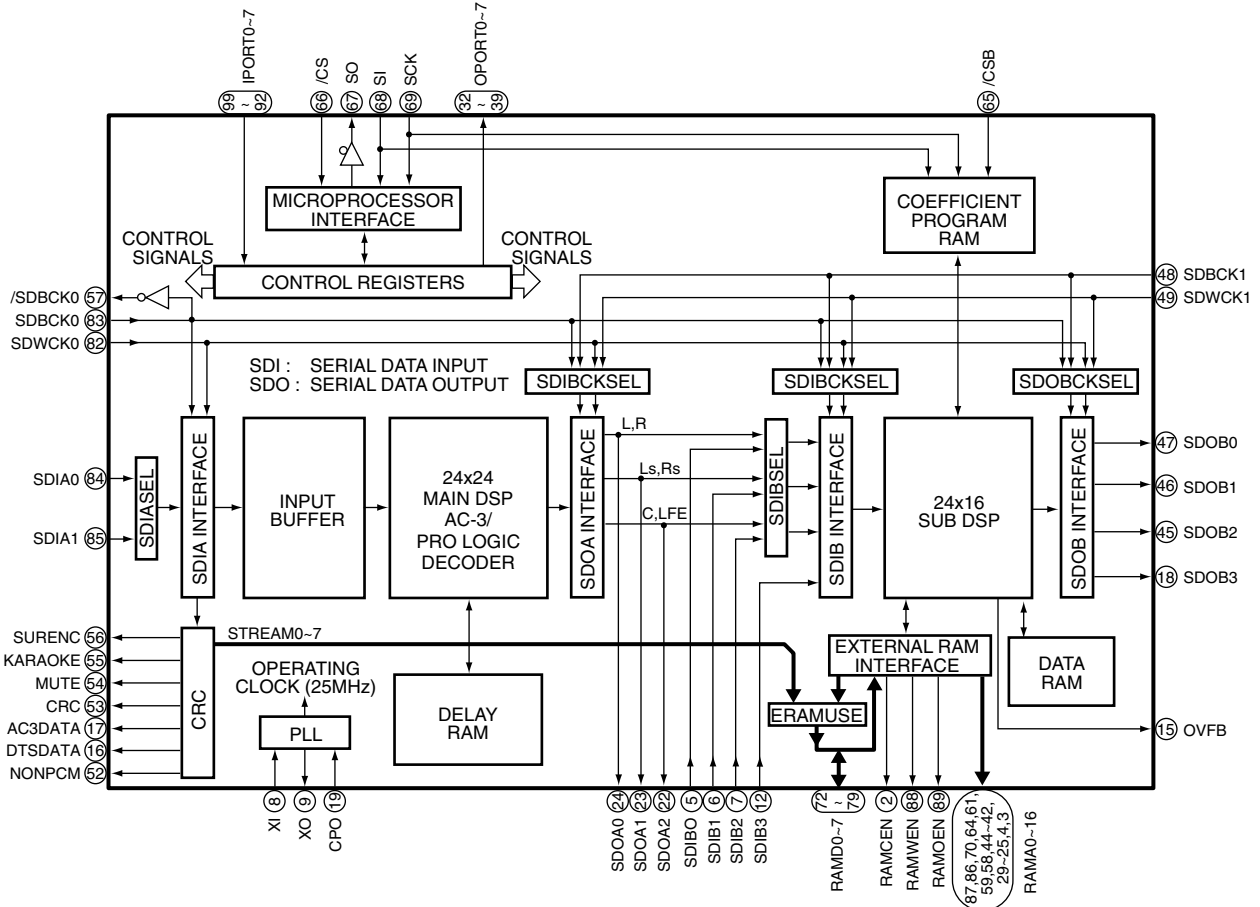 IPORT0~7
/CS
SO
SI
SCK
OPORT0~7
/CSB
99 ~ 92
66
67
68
69
32 ~ 39
65
MICROPROCESSOR
INTERFACE
COEFFICIENT
PROGRAM
RAM
CONTROL
SIGNALS
CONTROL REGISTERS
CONTROL
SIGNALS
48 SDBCK1
49 SDWCK1
/SDBCK0 57
SDBCK0 83
SDWCK0 82
SDI : SERIAL DATA INPUT
SDO : SERIAL DATA OUTPUT
SDIBCKSEL
SDIBCKSEL
SDOBCKSEL
SDIA0 84
SDIA1 85
SDIASEL
SDIA INTERFACE
INPUT
BUFFER
24x24
MAIN DSP
AC-3/
PRO LOGIC
DECODER
SDOA INTERFACE
L,R
Ls,Rs
C,LFE
SDIBSEL
SDIB INTERFACE
24x16
SUB DSP
SDOB INTERFACE
47 SDOB0
46 SDOB1
45 SDOB2
18 SDOB3
SURENC 56
KARAOKE 55
MUTE 54
CRC 53
AC3DATA 17
DTSDATA 16
NONPCM 52
CRC
STREAM0~7
OPERATING
CLOCK (25MHz)
PLL
DELAY
RAM
EXTERNAL RAM
INTERFACE
ERAMUSE
DATA
RAM
15 OVFB
XI 8
XO 9
CPO 19
SDOA0 24
SDOA1 23
SDOA2 22
SDIBO 5
SDIB1 6
SDIB2 7
SDIB3 12
72 ~ 79
RAMD0~7
RAMCEN 2
RAMWEN 88
RAMOEN 89
87,86,70,64,61,
59,58,44~42,
29~25,4,3
RAMA0~16